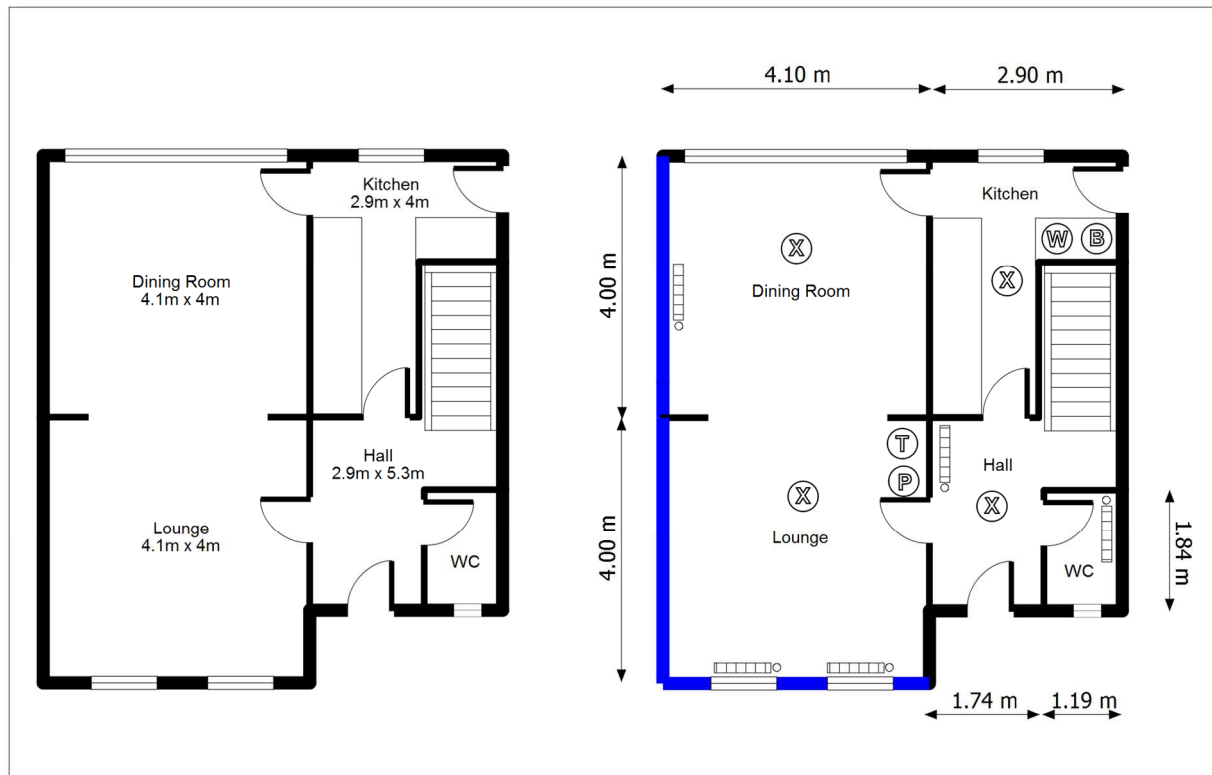 Kitchen
2.9m x 4m
Dining Room
4.1m x 4m
Hall
2.9m x 5.3m
Lounge
4.1m x 4m
WC
4.10 m
2.90 m
4.00 m
4.00 m
Kitchen
W
B
X
X
Dining Room
T
P
Hall
X
X
Lounge
WC
1.84 m
1.74 m
1.19 m